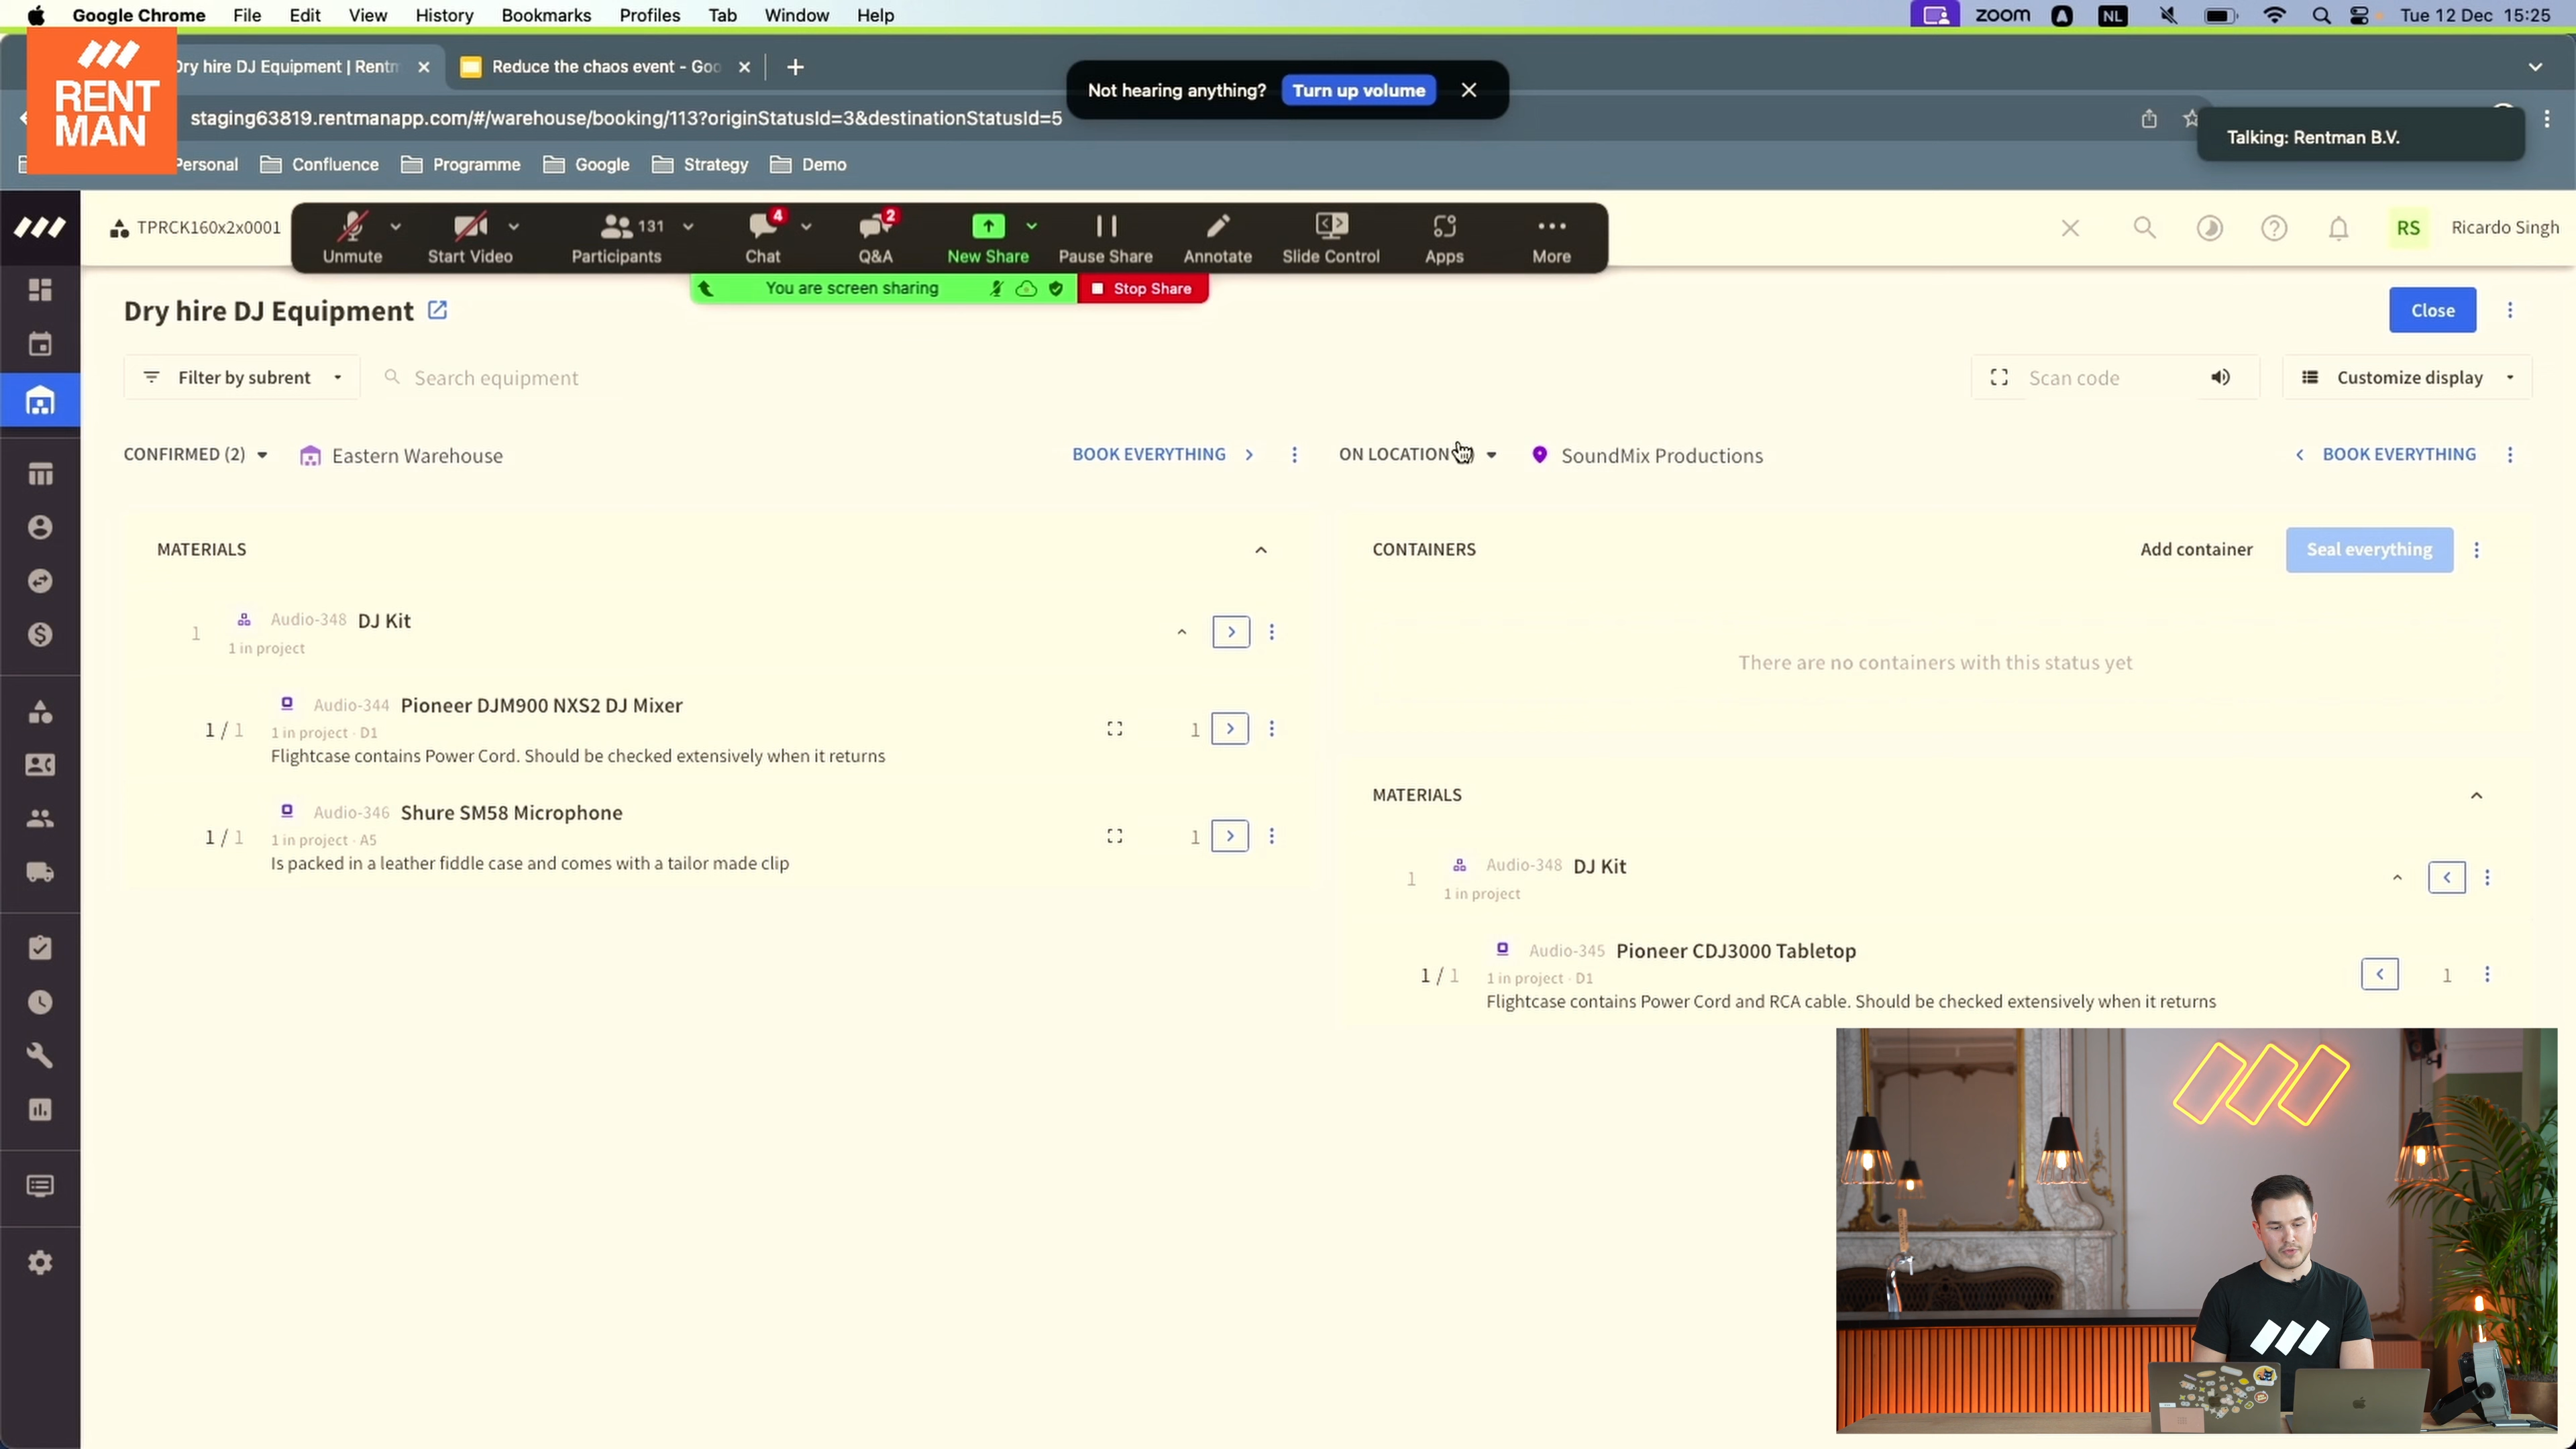 Google Chrome File Edit View History Bookmarks Profiles Tab Window Help zoom A NL Tue 12 Dec 15:25
RENT
MAN
Dry hire DJ Equipment | Rentm
Reduce the chaos event - Goo
Not hearing anything? Turn up volume
staging63819.rentmanapp.com/#/warehouse/booking/113?originStatusId=3&destinationStatusId=5
Talking: Rentman B.V.
Personal Confluence Programme Google Strategy Demo
TPRCK160x2x0001
131 4 2
Unmute Start Video Participants Chat Q&A New Share Pause Share Annotate Slide Control Apps More
RS Ricardo Singh
You are screen sharing Stop Share
Dry hire DJ Equipment
Close
Filter by subrent Search equipment Scan code Customize display
CONFIRMED (2) Eastern Warehouse BOOK EVERYTHING ON LOCATION SoundMix Productions BOOK EVERYTHING
MATERIALS
1 Audio-348 DJ Kit
1 in project
Audio-344 Pioneer DJM900 NXS2 DJ Mixer
1 / 1 1 in project · D1 1
Flightcase contains Power Cord. Should be checked extensively when it returns
Audio-346 Shure SM58 Microphone
1 / 1 1 in project · A5 1
Is packed in a leather fiddle case and comes with a tailor made clip
CONTAINERS Add container Seal everything
There are no containers with this status yet
MATERIALS
1 Audio-348 DJ Kit
1 in project
Audio-345 Pioneer CDJ3000 Tabletop
1 / 1 1 in project · D1 1
Flightcase contains Power Cord and RCA cable. Should be checked extensively when it returns